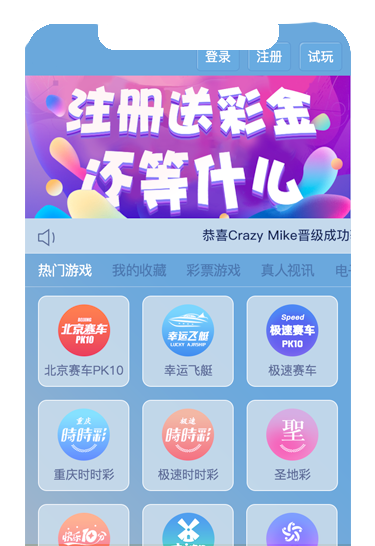 登录 注册 试玩
注册送彩金
还等什么
恭喜Crazy Mike晋级成功
热门游戏 我的收藏 彩票游戏 真人视讯 电
BEIJING
北京赛车
PK10
北京赛车PK10
幸运飞艇
LUCKY AIRSHIP
幸运飞艇
Speed
极速赛车
PK10
极速赛车
重庆
時時彩
重庆时时彩
极速
時時彩
极速时时彩
聖
圣地彩
快乐10分